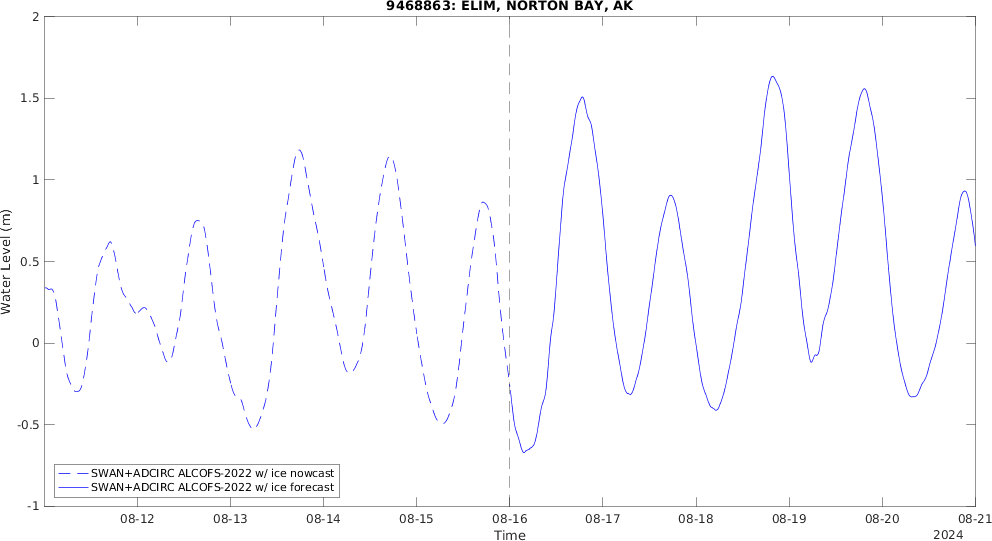 9468863: ELIM, NORTON BAY, AK
2
1.5
1
0.5
0
-0.5
-1
Water Level (m)
SWAN+ADCIRC ALCOFS-2022 w/ ice nowcast
SWAN+ADCIRC ALCOFS-2022 w/ ice forecast
08-12 08-13 08-14 08-15 08-16 08-17 08-18 08-19 08-20 08-21
Time
2024